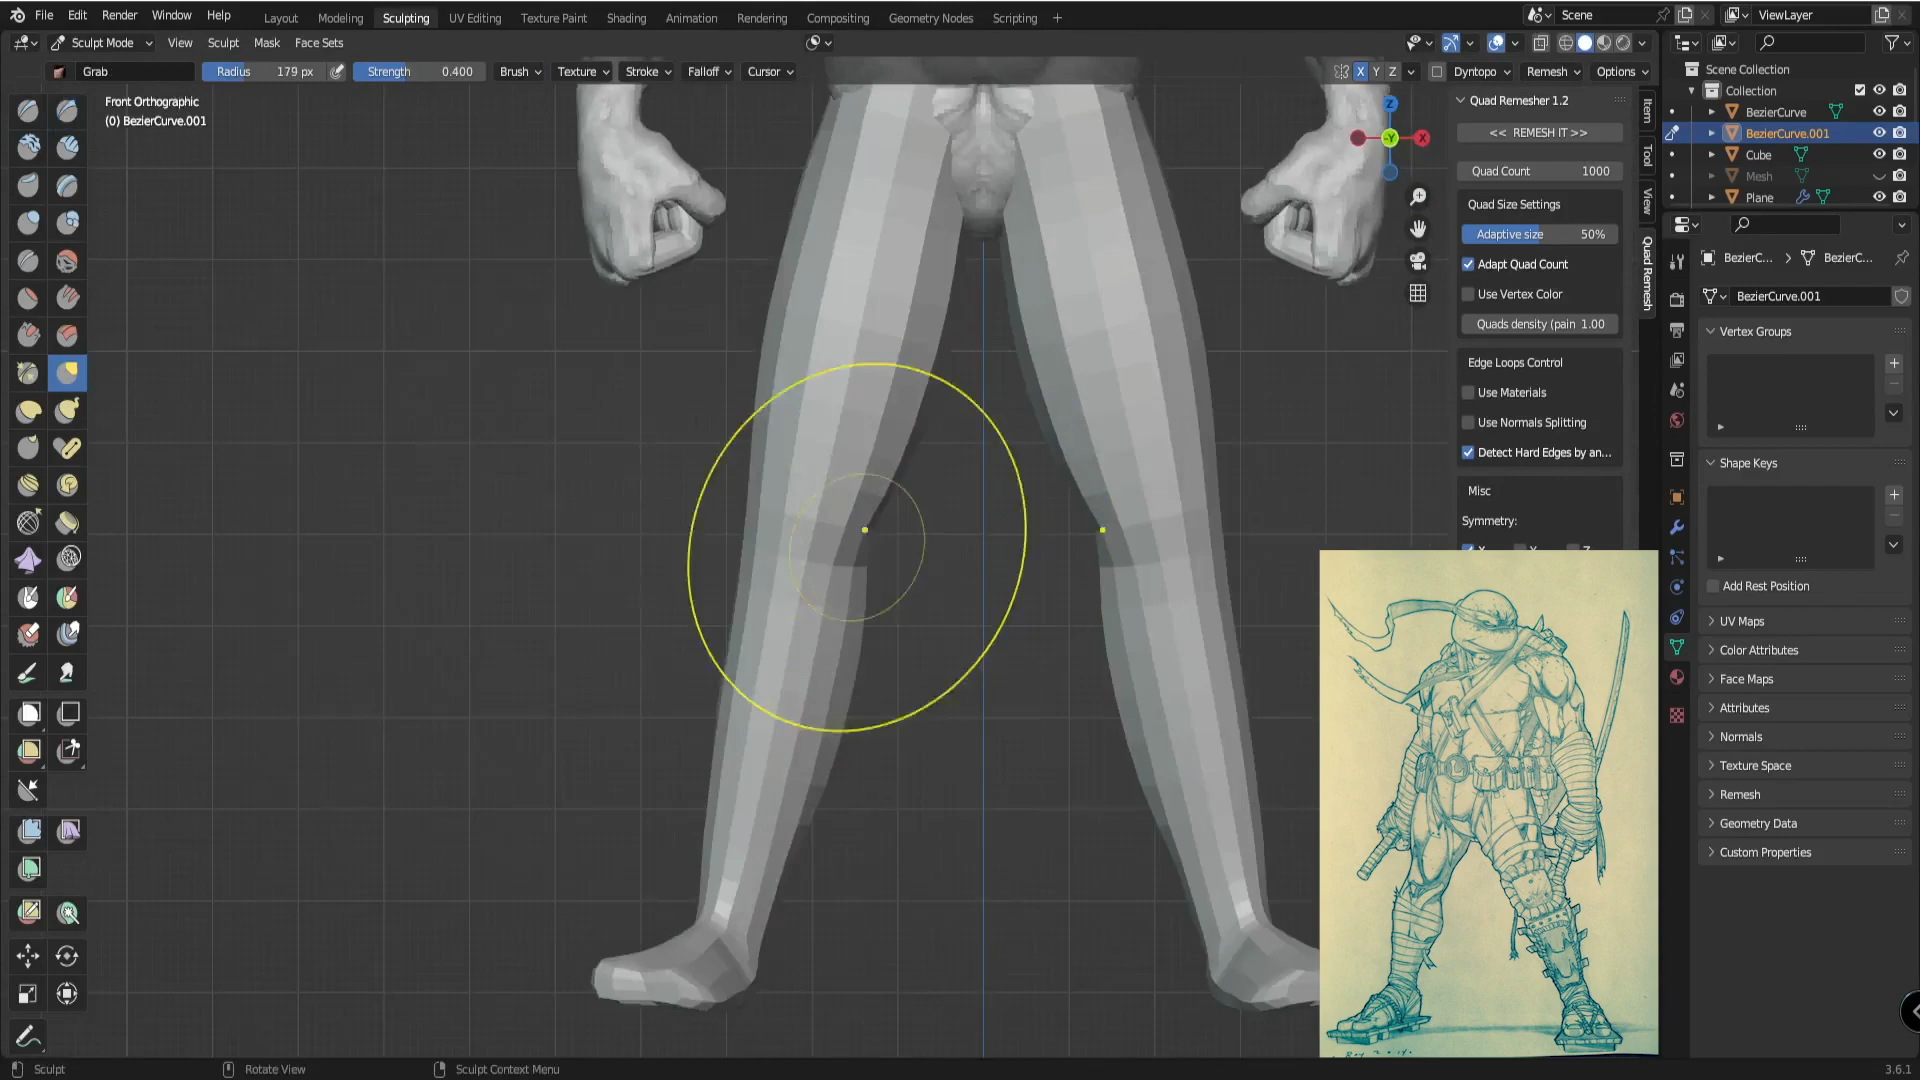 File Edit Render Window Help Layout Modeling Sculpting UV Editing Texture Paint Shading Animation Rendering Compositing Geometry Nodes Scripting + Scene ViewLayer
Sculpt Mode View Sculpt Mask Face Sets
Grab Radius 179 px Strength 0.400 Brush Texture Stroke Falloff Cursor X Y Z Dyntopo Remesh Options
Front Orthographic
(0) BezierCurve.001
Z
-Y
X
Quad Remesher 1.2
<< REMESH IT >>
Quad Count 1000
Quad Size Settings
Adaptive size 50%
Adapt Quad Count
Use Vertex Color
Quads density (pain 1.00
Edge Loops Control
Use Materials
Use Normals Splitting
Detect Hard Edges by an...
Misc
Symmetry:
Item
Tool
View
Quad Remesh
Scene Collection
Collection
BezierCurve
BezierCurve.001
Cube
Mesh
Plane
BezierC... > BezierC...
BezierCurve.001
Vertex Groups
Shape Keys
Add Rest Position
UV Maps
Color Attributes
Face Maps
Attributes
Normals
Texture Space
Remesh
Geometry Data
Custom Properties
Sculpt Rotate View Sculpt Context Menu 3.6.1